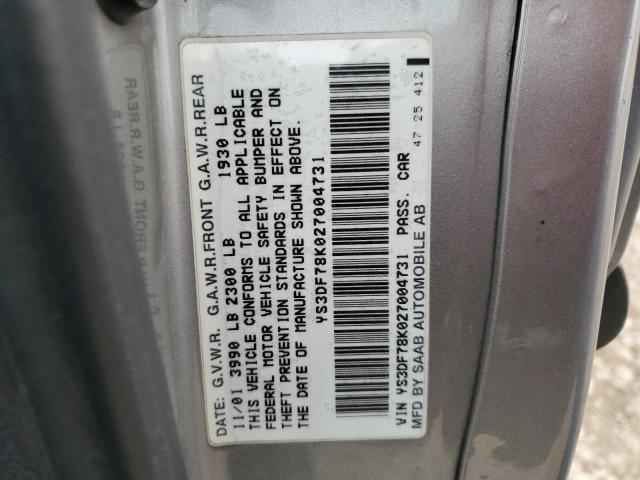 DATE: G.V.W.R. G.A.W.R.FRONT G.A.W.R.REAR
11/01 3990 LB 2300 LB 1930 LB
THIS VEHICLE CONFORMS TO ALL APPLICABLE
FEDERAL MOTOR VEHICLE SAFETY BUMPER AND
THEFT PREVENTION STANDARDS IN EFFECT ON
THE DATE OF MANUFACTURE SHOWN ABOVE.
YS3DF78K027004731
VIN YS3DF78K027004731 PASS. CAR
MFD BY SAAB AUTOMOBILE AB 47 25 412
G.A.W.R.REAR